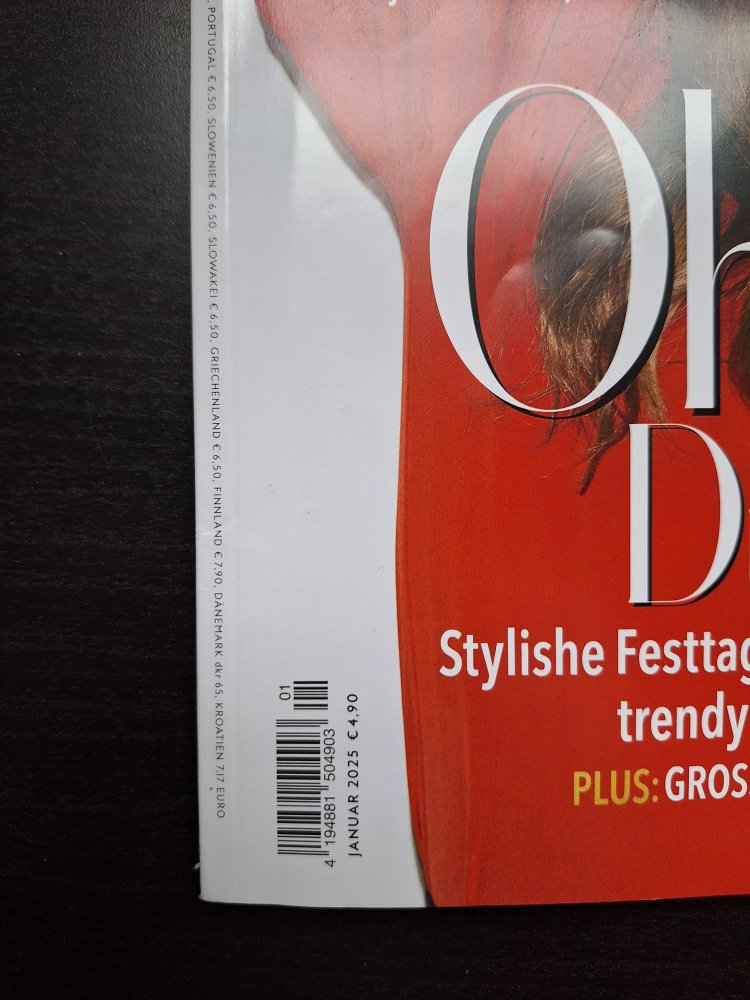 Oh
D
Stylishe Festtag
trendy
PLUS: GROSS
PORTUGAL € 6,50, SLOWENIEN € 6,50, SLOWAKEI € 6,50, GRIECHENLAND € 6,50, FINNLAND € 7,90, DÄNEMARK dkr 65, KROATIEN 7,17 EURO
01
4 194881 504903
JANUAR 2025 € 4,90